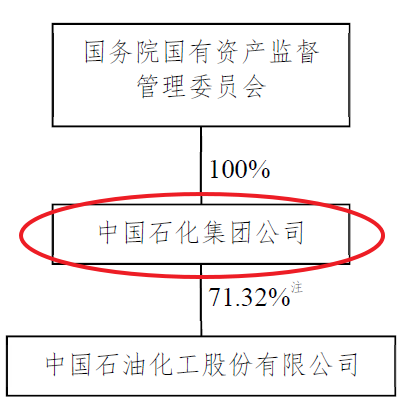 国务院国有资产监督
管理委员会
100%
中国石化集团公司
71.32%注
中国石油化工股份有限公司